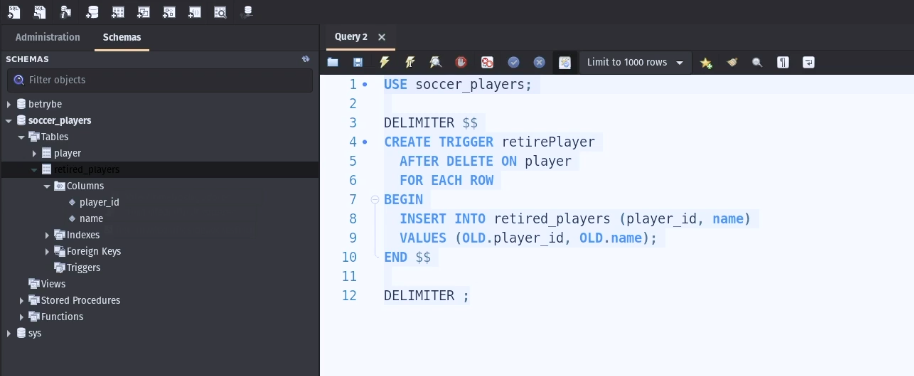 Administration Schemas
SCHEMAS
Filter objects
betrybe
soccer_players
Tables
player
retired_players
Columns
player_id
name
Indexes
Foreign Keys
Triggers
Views
Stored Procedures
Functions
sys
Query 2
Limit to 1000 rows
1 USE soccer_players;
2
3 DELIMITER $$
4 CREATE TRIGGER retirePlayer
5 AFTER DELETE ON player
6 FOR EACH ROW
7 BEGIN
8 INSERT INTO retired_players (player_id, name)
9 VALUES (OLD.player_id, OLD.name);
10 END $$
11
12 DELIMITER ;